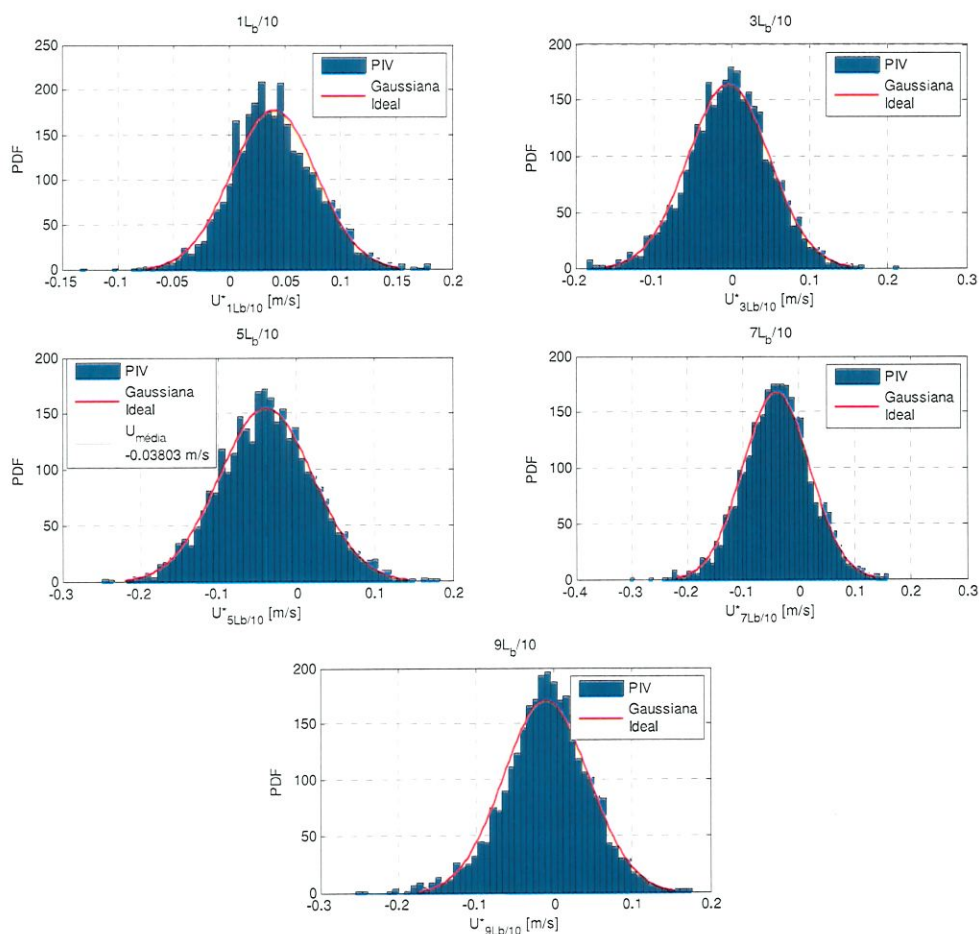 1L_b/10
250
200
150
100
50
0
PDF
PIV
Gaussiana
Ideal
-0.15 -0.1 -0.05 0 0.05 0.1 0.15 0.2
U*_1Lb/10 [m/s]
3L_b/10
200
150
100
50
0
PDF
PIV
Gaussiana
Ideal
-0.2 -0.1 0 0.1 0.2 0.3
U*_3Lb/10 [m/s]
5L_b/10
200
150
100
50
0
PDF
PIV
Gaussiana
Ideal
U_média
-0.03803 m/s
-0.3 -0.2 -0.1 0 0.1 0.2
U*_5Lb/10 [m/s]
7L_b/10
200
150
100
50
0
PDF
PIV
Gaussiana
Ideal
-0.4 -0.3 -0.2 -0.1 0 0.1 0.2 0.3
U*_7Lb/10 [m/s]
9L_b/10
200
150
100
50
0
PDF
PIV
Gaussiana
Ideal
-0.3 -0.2 -0.1 0 0.1 0.2
U*_9Lb/10 [m/s]